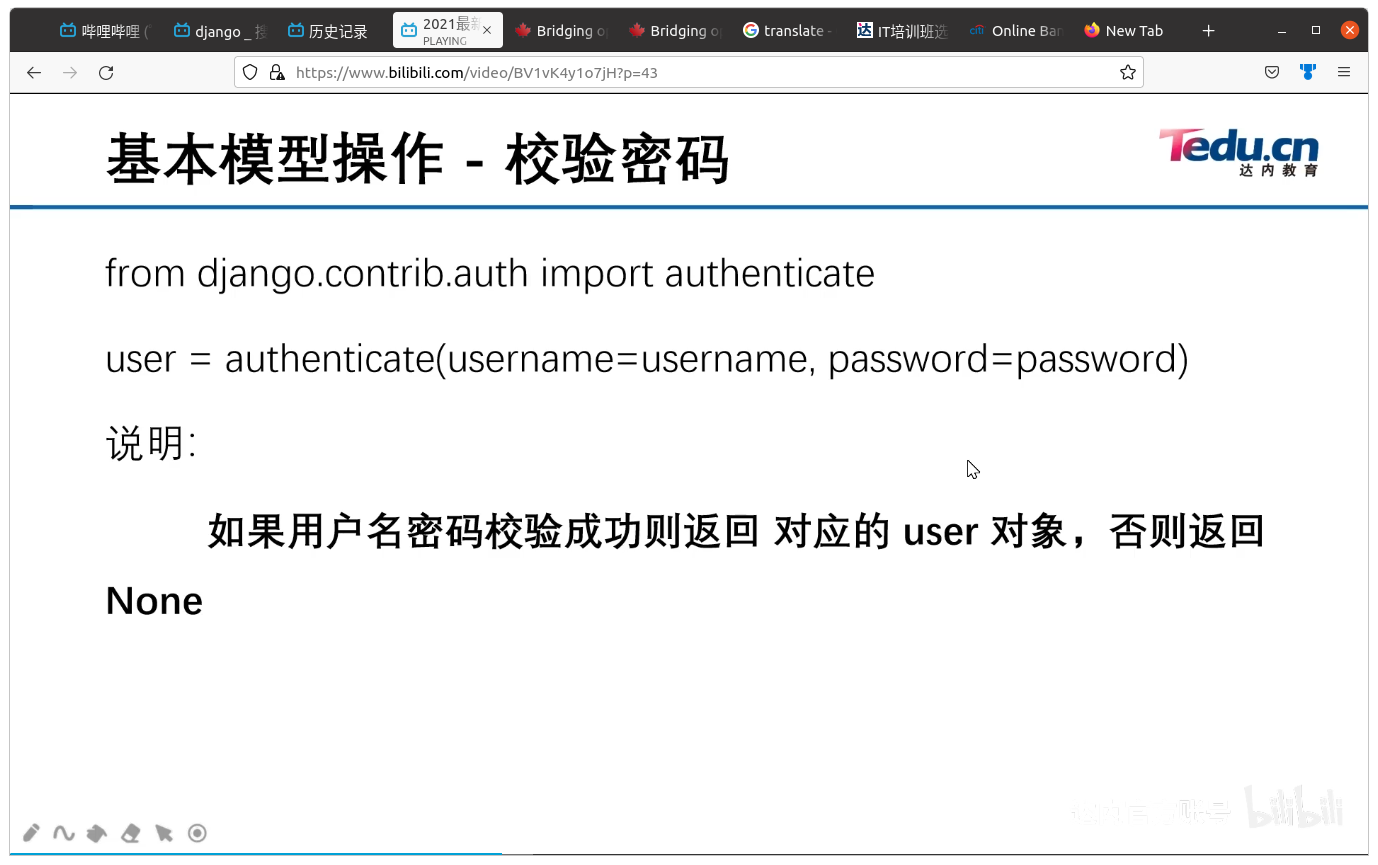 哔哩哔哩 (
django _ 搜
历史记录
2021最新
PLAYING
Bridging o
Bridging o
translate -
IT培训班选
citi Online Ban
New Tab
https://www.bilibili.com/video/BV1vK4y1o7jH?p=43
基本模型操作 - 校验密码
Tedu.cn
达内教育
from django.contrib.auth import authenticate
user = authenticate(username=username, password=password)
说明:
如果用户名密码校验成功则返回 对应的 user 对象，否则返回
None
bilibili